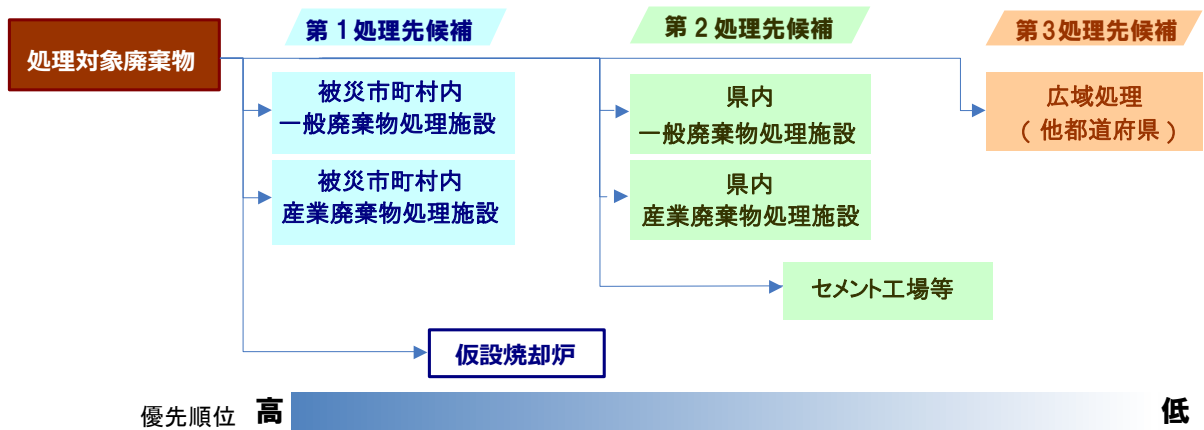 処理対象廃棄物
第1処理先候補
第2処理先候補
第3処理先候補
被災市町村内
一般廃棄物処理施設
被災市町村内
産業廃棄物処理施設
県内
一般廃棄物処理施設
県内
産業廃棄物処理施設
広域処理
(他都道府県)
セメント工場等
仮設焼却炉
優先順位 高 低